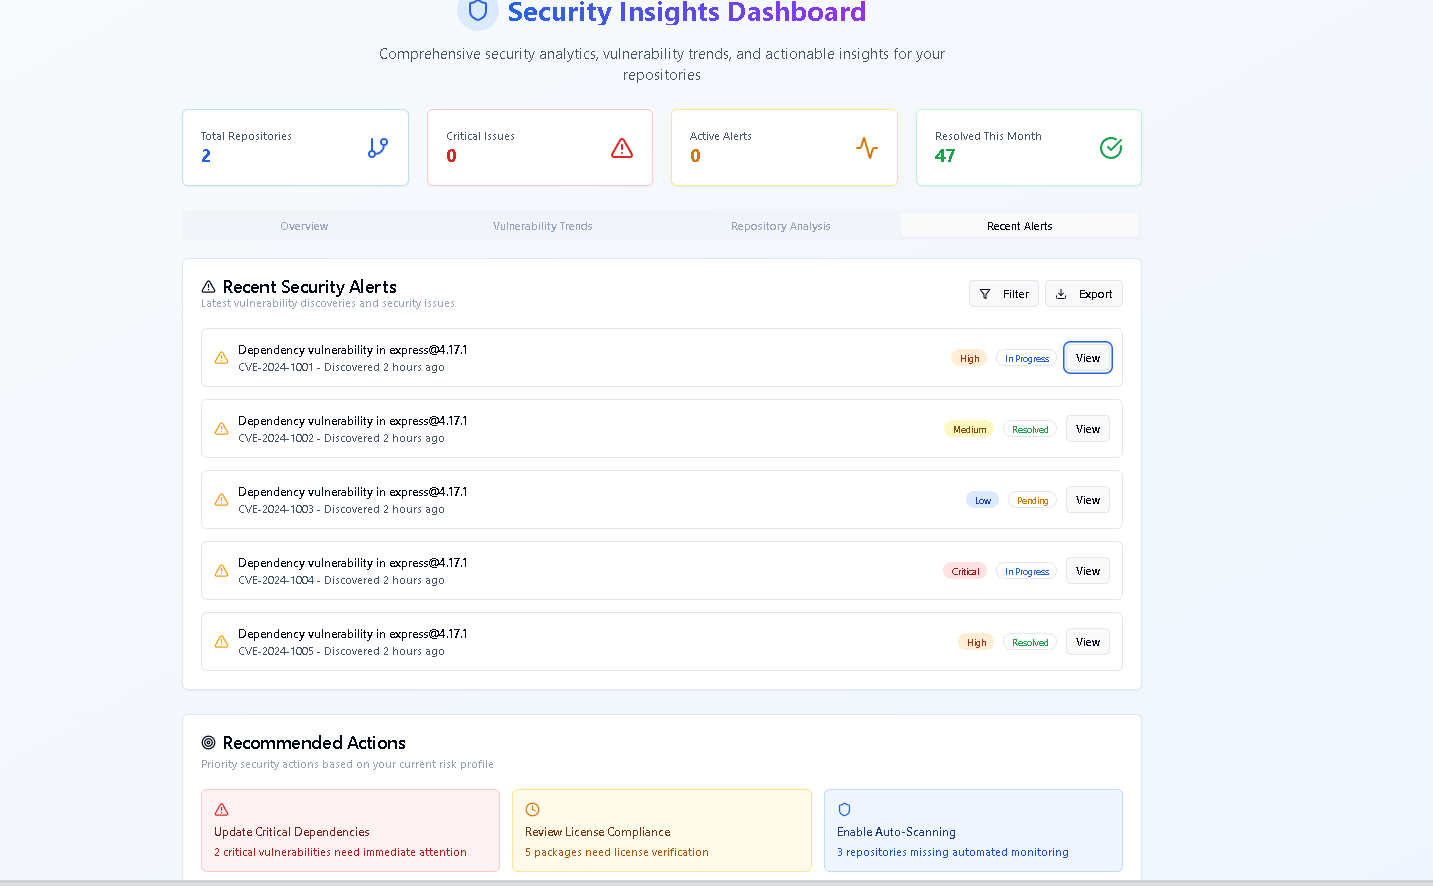 Security Insights Dashboard
Comprehensive security analytics, vulnerability trends, and actionable insights for your
repositories
Total Repositories
2
Critical Issues
0
Active Alerts
0
Resolved This Month
47
Overview
Vulnerability Trends
Repository Analysis
Recent Alerts
Recent Security Alerts
Latest vulnerability discoveries and security issues
Filter
Export
Dependency vulnerability in express@4.17.1
CVE-2024-1001 - Discovered 2 hours ago
High
In Progress
View
Dependency vulnerability in express@4.17.1
CVE-2024-1002 - Discovered 2 hours ago
Medium
Resolved
View
Dependency vulnerability in express@4.17.1
CVE-2024-1003 - Discovered 2 hours ago
Low
Pending
View
Dependency vulnerability in express@4.17.1
CVE-2024-1004 - Discovered 2 hours ago
Critical
In Progress
View
Dependency vulnerability in express@4.17.1
CVE-2024-1005 - Discovered 2 hours ago
High
Resolved
View
Recommended Actions
Priority security actions based on your current risk profile
Update Critical Dependencies
2 critical vulnerabilities need immediate attention
Review License Compliance
5 packages need license verification
Enable Auto-Scanning
3 repositories missing automated monitoring